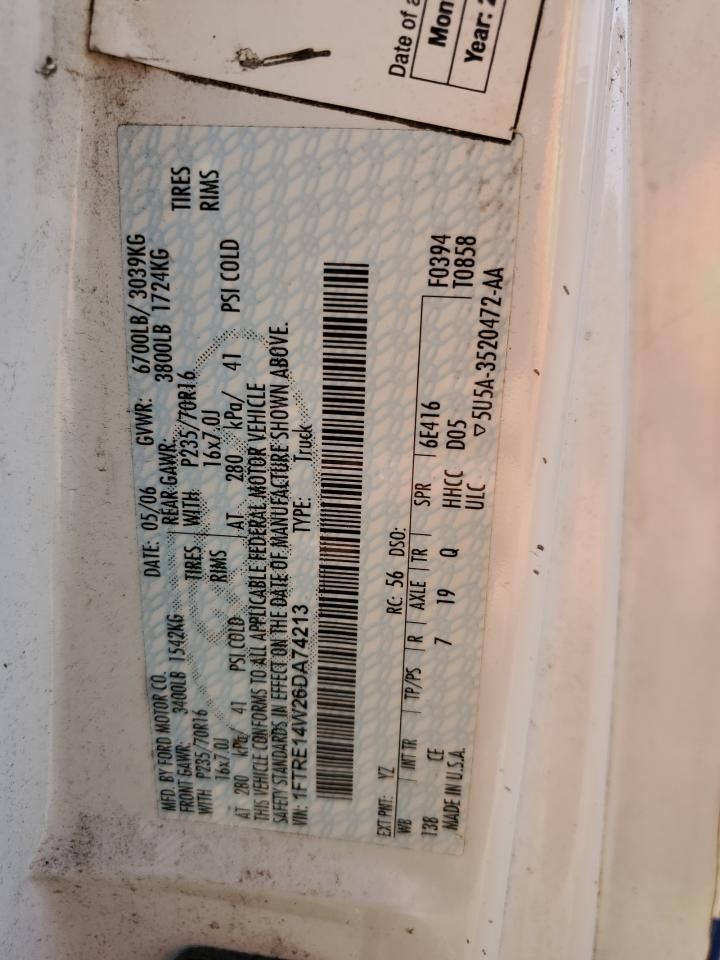 Date of a
Mon
Year: 2
MFD. BY FORD MOTOR CO. DATE: 05/06 GVWR: 6700LB/ 3039KG
FRONT GAWR: 3400LB 1542KG REAR GAWR: 3800LB 1724KG
WITH P235/70R16 TIRES WITH P235/70R16 TIRES
16x7.0J RIMS 16x7.0J RIMS
AT 280 kPa/ 41 PSI COLD AT 280 kPa/ 41 PSI COLD
THIS VEHICLE CONFORMS TO ALL APPLICABLE FEDERAL MOTOR VEHICLE
SAFETY STANDARDS IN EFFECT ON THE DATE OF MANUFACTURE SHOWN ABOVE.
VIN: 1FTRE14W26DA74213 TYPE: Truck
EXT PNT: YZ RC: 56 DSO:
WB INT TR TP/PS R AXLE TR SPR 6E416 F0394
138 CE 7 19 Q HHCC D05 T0858
MADE IN U.S.A. ULC ▽5U5A-3520472-AA